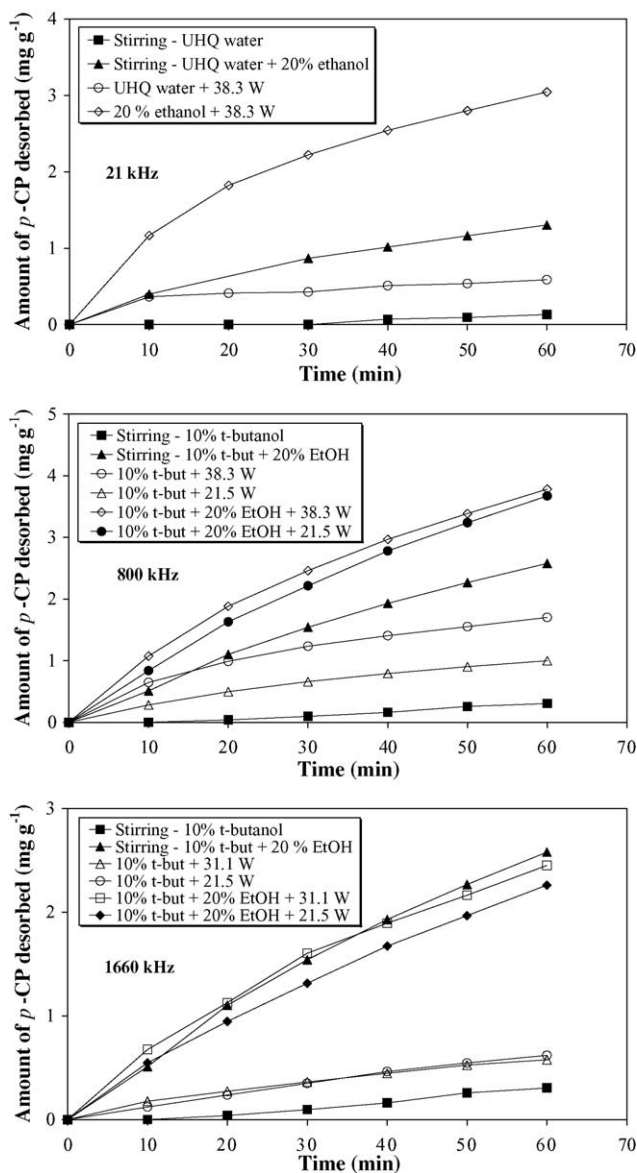 Amount of p-CP desorbed (mg g⁻¹)
4
3
2
1
0
Stirring - UHQ water
Stirring - UHQ water + 20% ethanol
UHQ water + 38.3 W
20 % ethanol + 38.3 W
21 kHz
0 10 20 30 40 50 60 70
Time (min)
Amount of p-CP desorbed (mg g⁻¹)
5
4
3
2
1
0
Stirring - 10% t-butanol
Stirring - 10% t-but + 20% EtOH
10% t-but + 38.3 W
10% t-but + 21.5 W
10% t-but + 20% EtOH + 38.3 W
10% t-but + 20% EtOH + 21.5 W
800 kHz
0 10 20 30 40 50 60 70
Time (min)
Amount of p-CP desorbed (mg g⁻¹)
3
2
1
0
Stirring - 10% t-butanol
Stirring - 10% t-but + 20 % EtOH
10% t-but + 31.1 W
10% t-but + 21.5 W
10% t-but + 20% EtOH + 31.1 W
10% t-but + 20% EtOH + 21.5 W
1660 kHz
0 10 20 30 40 50 60 70
Time (min)